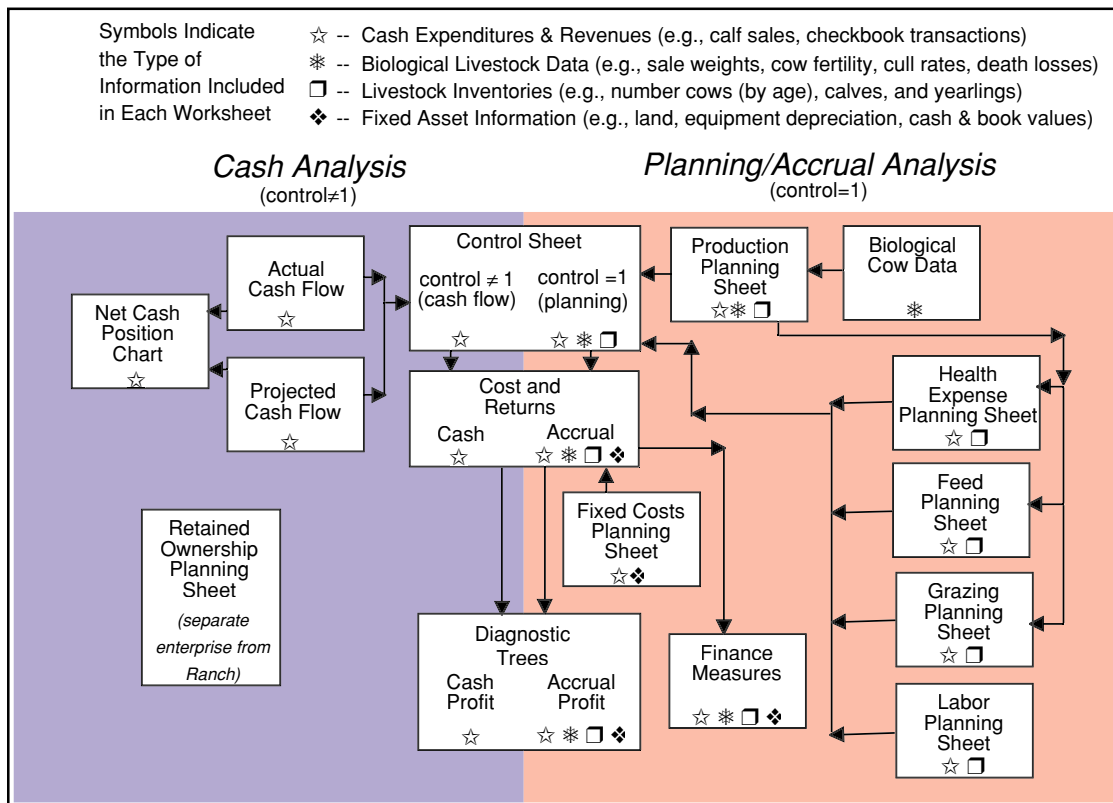 Symbols Indicate
the Type of
Information Included
in Each Worksheet
☆ -- Cash Expenditures & Revenues (e.g., calf sales, checkbook transactions)
❄ -- Biological Livestock Data (e.g., sale weights, cow fertility, cull rates, death losses)
❒ -- Livestock Inventories (e.g., number cows (by age), calves, and yearlings)
❖ -- Fixed Asset Information (e.g., land, equipment depreciation, cash & book values)
Cash Analysis
(control≠1)
Planning/Accrual Analysis
(control=1)
Actual
Cash Flow
☆
Net Cash
Position
Chart
☆
Projected
Cash Flow
☆
Control Sheet
control ≠ 1
(cash flow)
☆
control =1
(planning)
☆ ❄ ❒
Production
Planning
Sheet
☆❄ ❒
Biological
Cow Data
❄
Cost and
Returns
Cash
☆
Accrual
☆ ❄ ❒ ❖
Health
Expense
Planning Sheet
☆ ❒
Fixed Costs
Planning
Sheet
☆❖
Feed
Planning
Sheet
☆ ❒
Retained
Ownership
Planning
Sheet
(separate
enterprise from
Ranch)
Grazing
Planning
Sheet
☆ ❒
Diagnostic
Trees
Cash
Profit
☆
Accrual
Profit
☆ ❄ ❒ ❖
Finance
Measures
☆ ❄ ❒ ❖
Labor
Planning
Sheet
☆ ❒